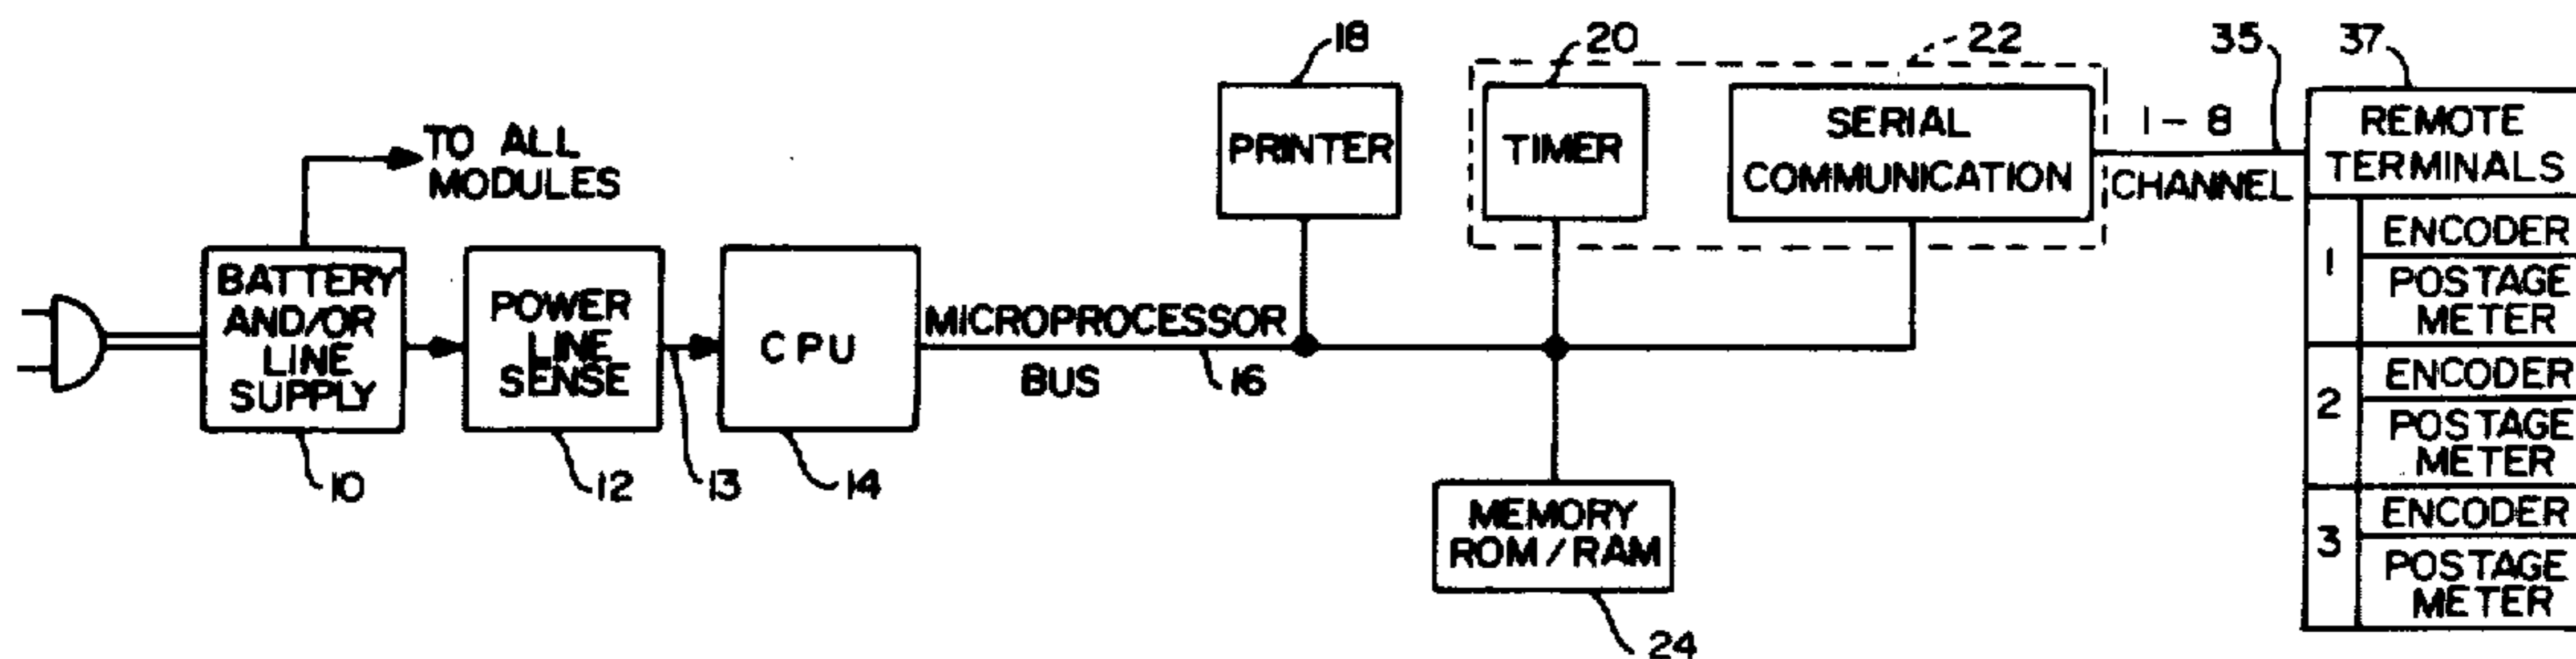 18
20
22
35
37
TO ALL
MODULES
PRINTER
TIMER
SERIAL
COMMUNICATION
1-8
CHANNEL
REMOTE
TERMINALS
BATTERY
AND/OR
LINE
SUPPLY
POWER
LINE
SENSE
CPU
MICROPROCESSOR
BUS
16
10
12
13
14
MEMORY
ROM/RAM
24
1
ENCODER
POSTAGE
METER
2
ENCODER
POSTAGE
METER
3
ENCODER
POSTAGE
METER